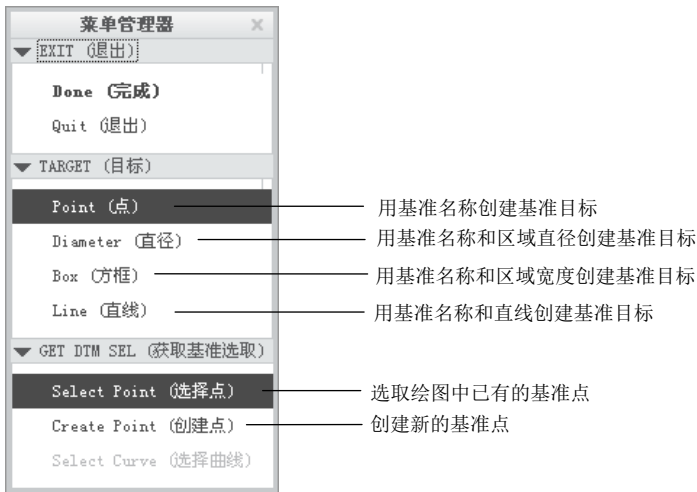 菜单管理器
EXIT (退出)
Done (完成)
Quit (退出)
TARGET (目标)
Point (点)
用基准名称创建基准目标
Diameter (直径)
用基准名称和区域直径创建基准目标
Box (方框)
用基准名称和区域宽度创建基准目标
Line (直线)
用基准名称和直线创建基准目标
GET DTM SEL (获取基准选取)
Select Point (选择点)
选取绘图中已有的基准点
Create Point (创建点)
创建新的基准点
Select Curve (选择曲线)